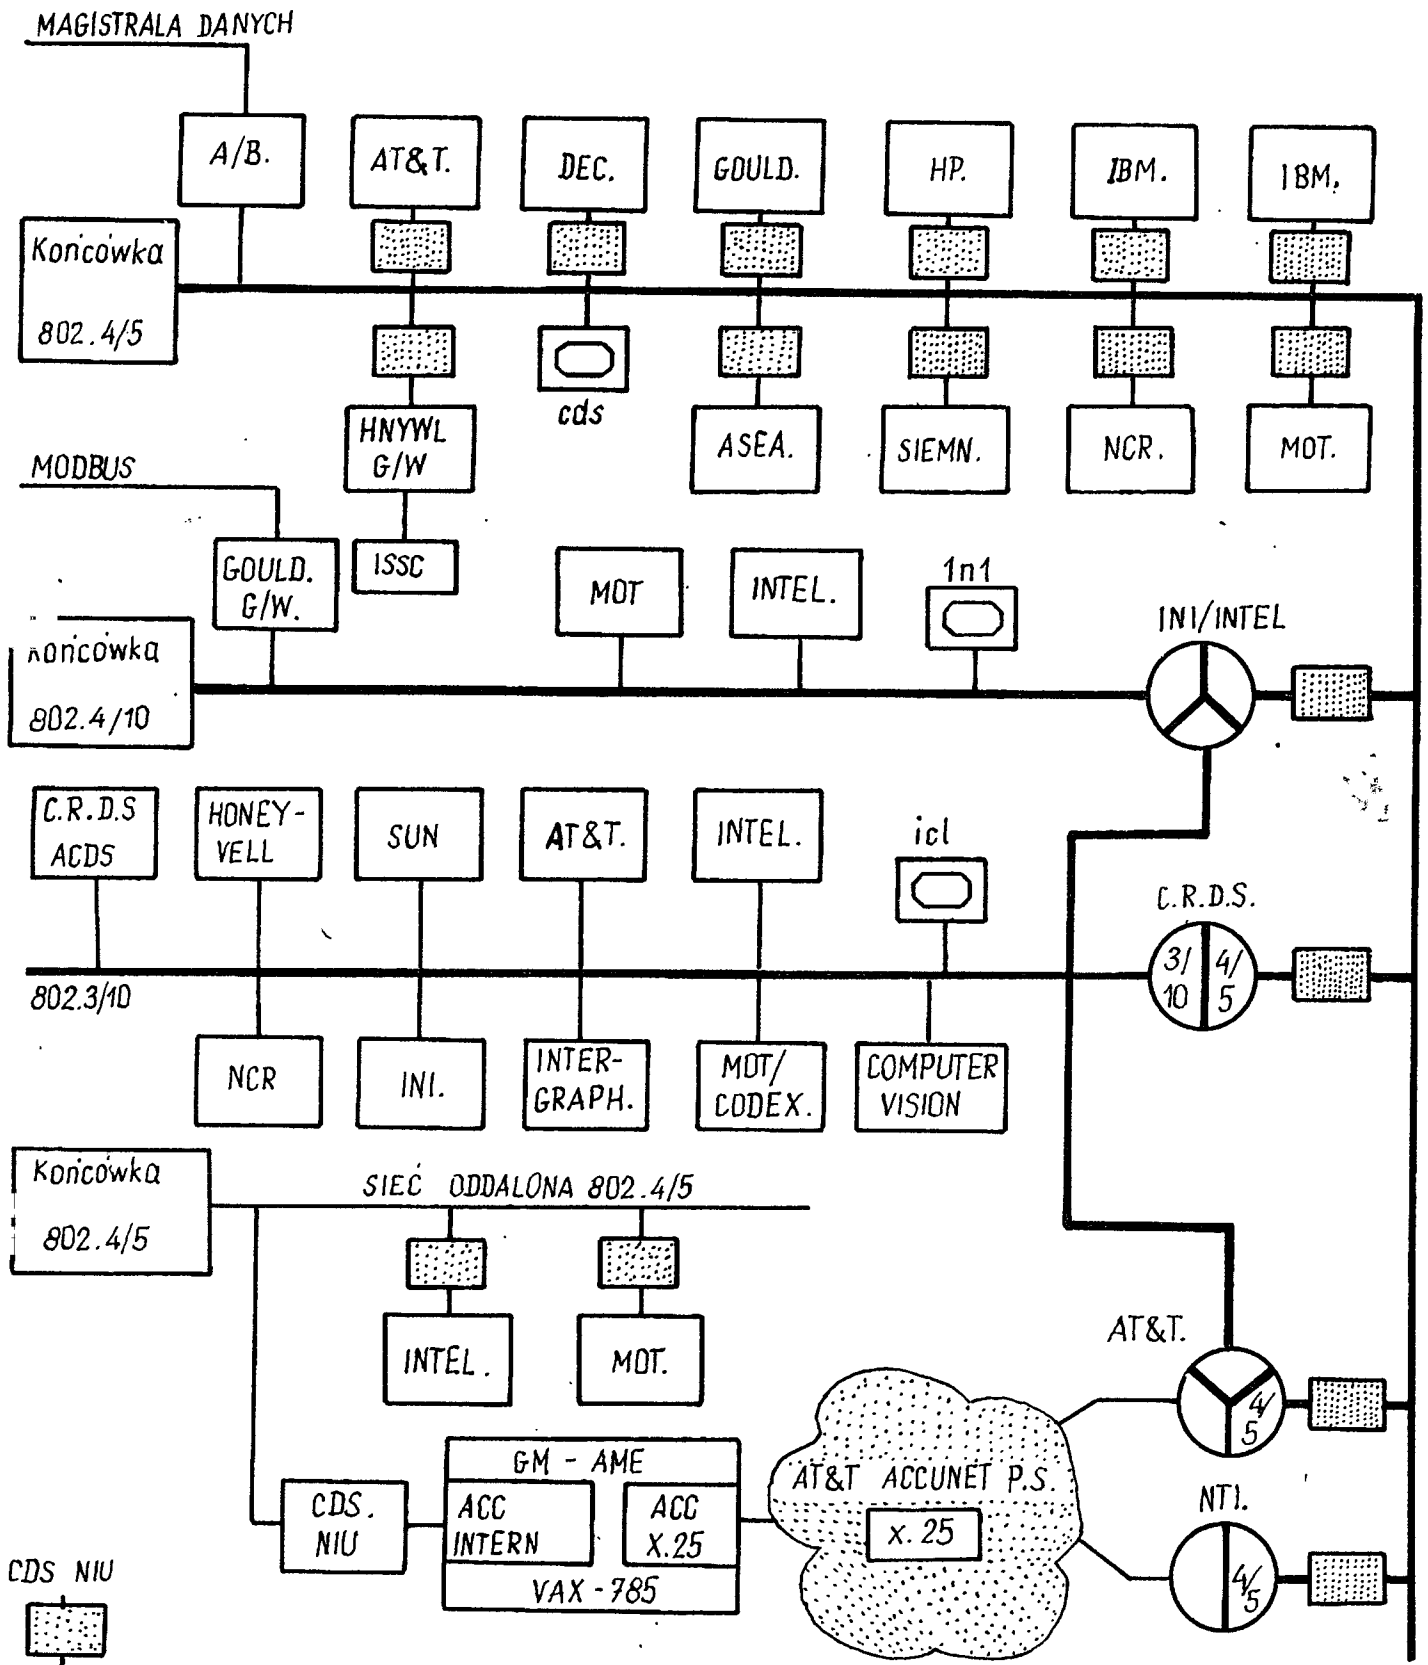 MAGISTRALA DANYCH
A/B.
AT&T.
DEC.
GOULD.
HP.
IBM.
IBM.
Końcówka
802.4/5
cds
HNYWL
G/W
ASEA.
SIEMN.
NCR.
MOT.
MODBUS
ISSC
GOULD.
G/W.
MOT
INTEL.
1n1
INI/INTEL
Końcówka
802.4/10
C.R.D.S
ACDS
HONEY-
VELL
SUN
AT&T.
INTEL.
icl
C.R.D.S.
3/
10
4/
5
802.3/10
NCR
INI.
INTER-
GRAPH.
MOT/
CODEX.
COMPUTER
VISION
Końcówka
802.4/5
SIEĆ ODDALONA 802.4/5
INTEL.
MOT.
AT&T.
4/
5
GM - AME
CDS.
NIU
ACC
INTERN
ACC
X.25
VAX-785
AT&T ACCUNET P.S.
X.25
NTI.
4/
5
CDS NIU